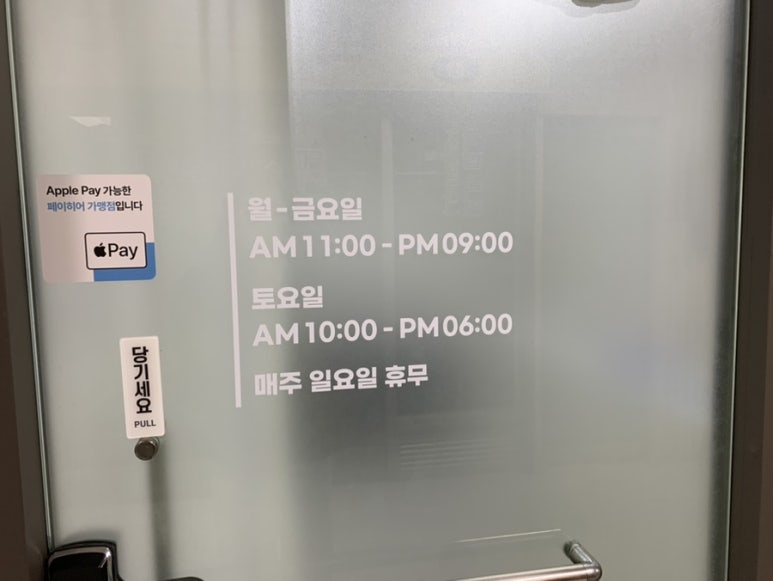 Apple Pay 가능한
페이히어 가맹점입니다
Pay
월-금요일
AM 11:00 - PM 09:00
토요일
AM 10:00 - PM 06:00
매주 일요일 휴무
당기세요
PULL